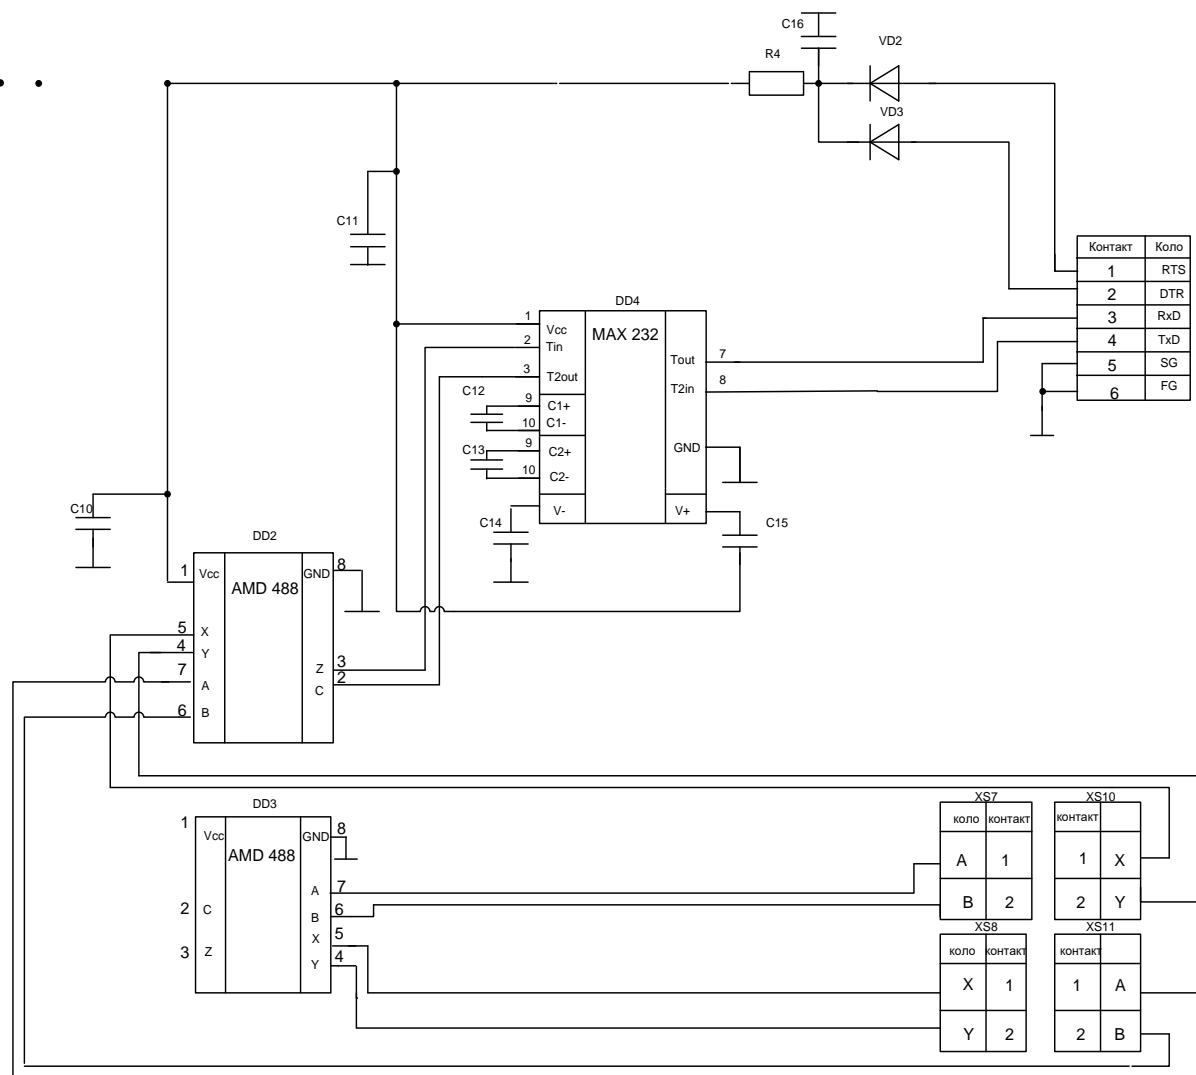 C16
R4
VD2
VD3
C11
Контакт Коло
1 RTS
2 DTR
3 RxD
4 TxD
5 SG
6 FG
DD4
MAX 232
1 Vcc
2 Tin
3 T2out
C12
9 C1+
10 C1-
C13
9 C2+
10 C2-
V-
C14
Tout 7
T2in 8
GND
V+
C15
C10
DD2
AMD 488
1 Vcc
GND 8
5 X
4 Y
7 A
6 B
Z 3
C 2
DD3
AMD 488
1 Vcc
GND 8
2 C
3 Z
A 7
B 6
X 5
Y 4
XS7
коло контакт
A 1
B 2
XS10
контакт
1 X
2 Y
XS8
коло контакт
X 1
Y 2
XS11
контакт
1 A
2 B